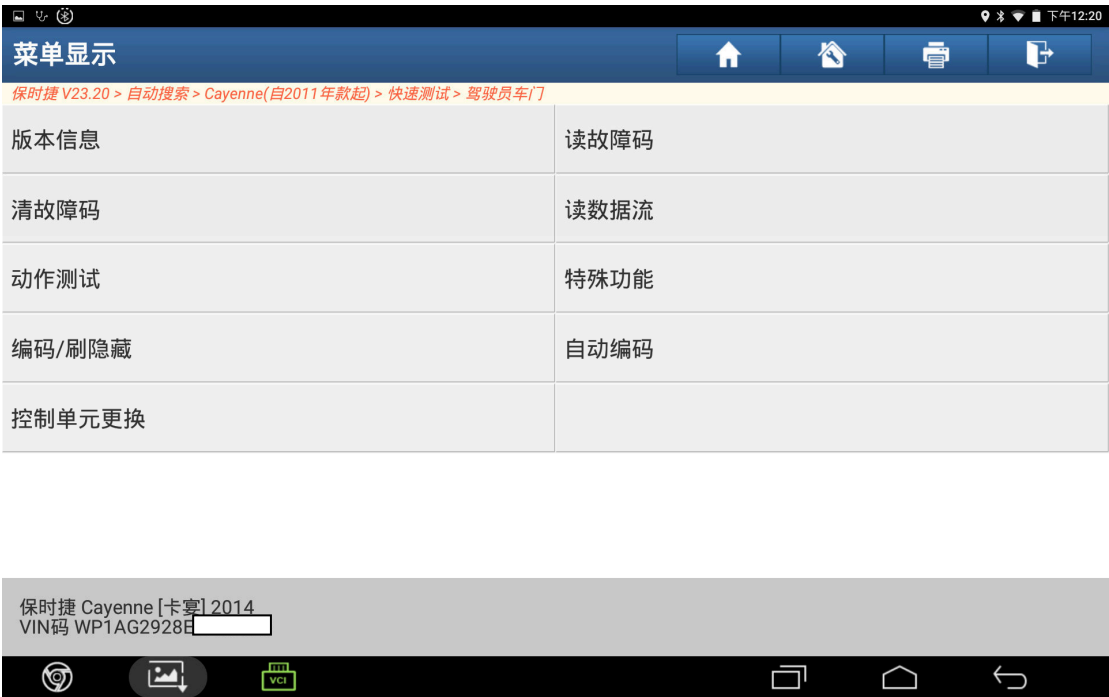 下午12:20
菜单显示
保时捷 V23.20 > 自动搜索 > Cayenne(自2011年款起) > 快速测试 > 驾驶员车门
版本信息
读故障码
清故障码
读数据流
动作测试
特殊功能
编码/刷隐藏
自动编码
控制单元更换
保时捷 Cayenne [卡宴] 2014
VIN码 WP1AG2928E
VCI